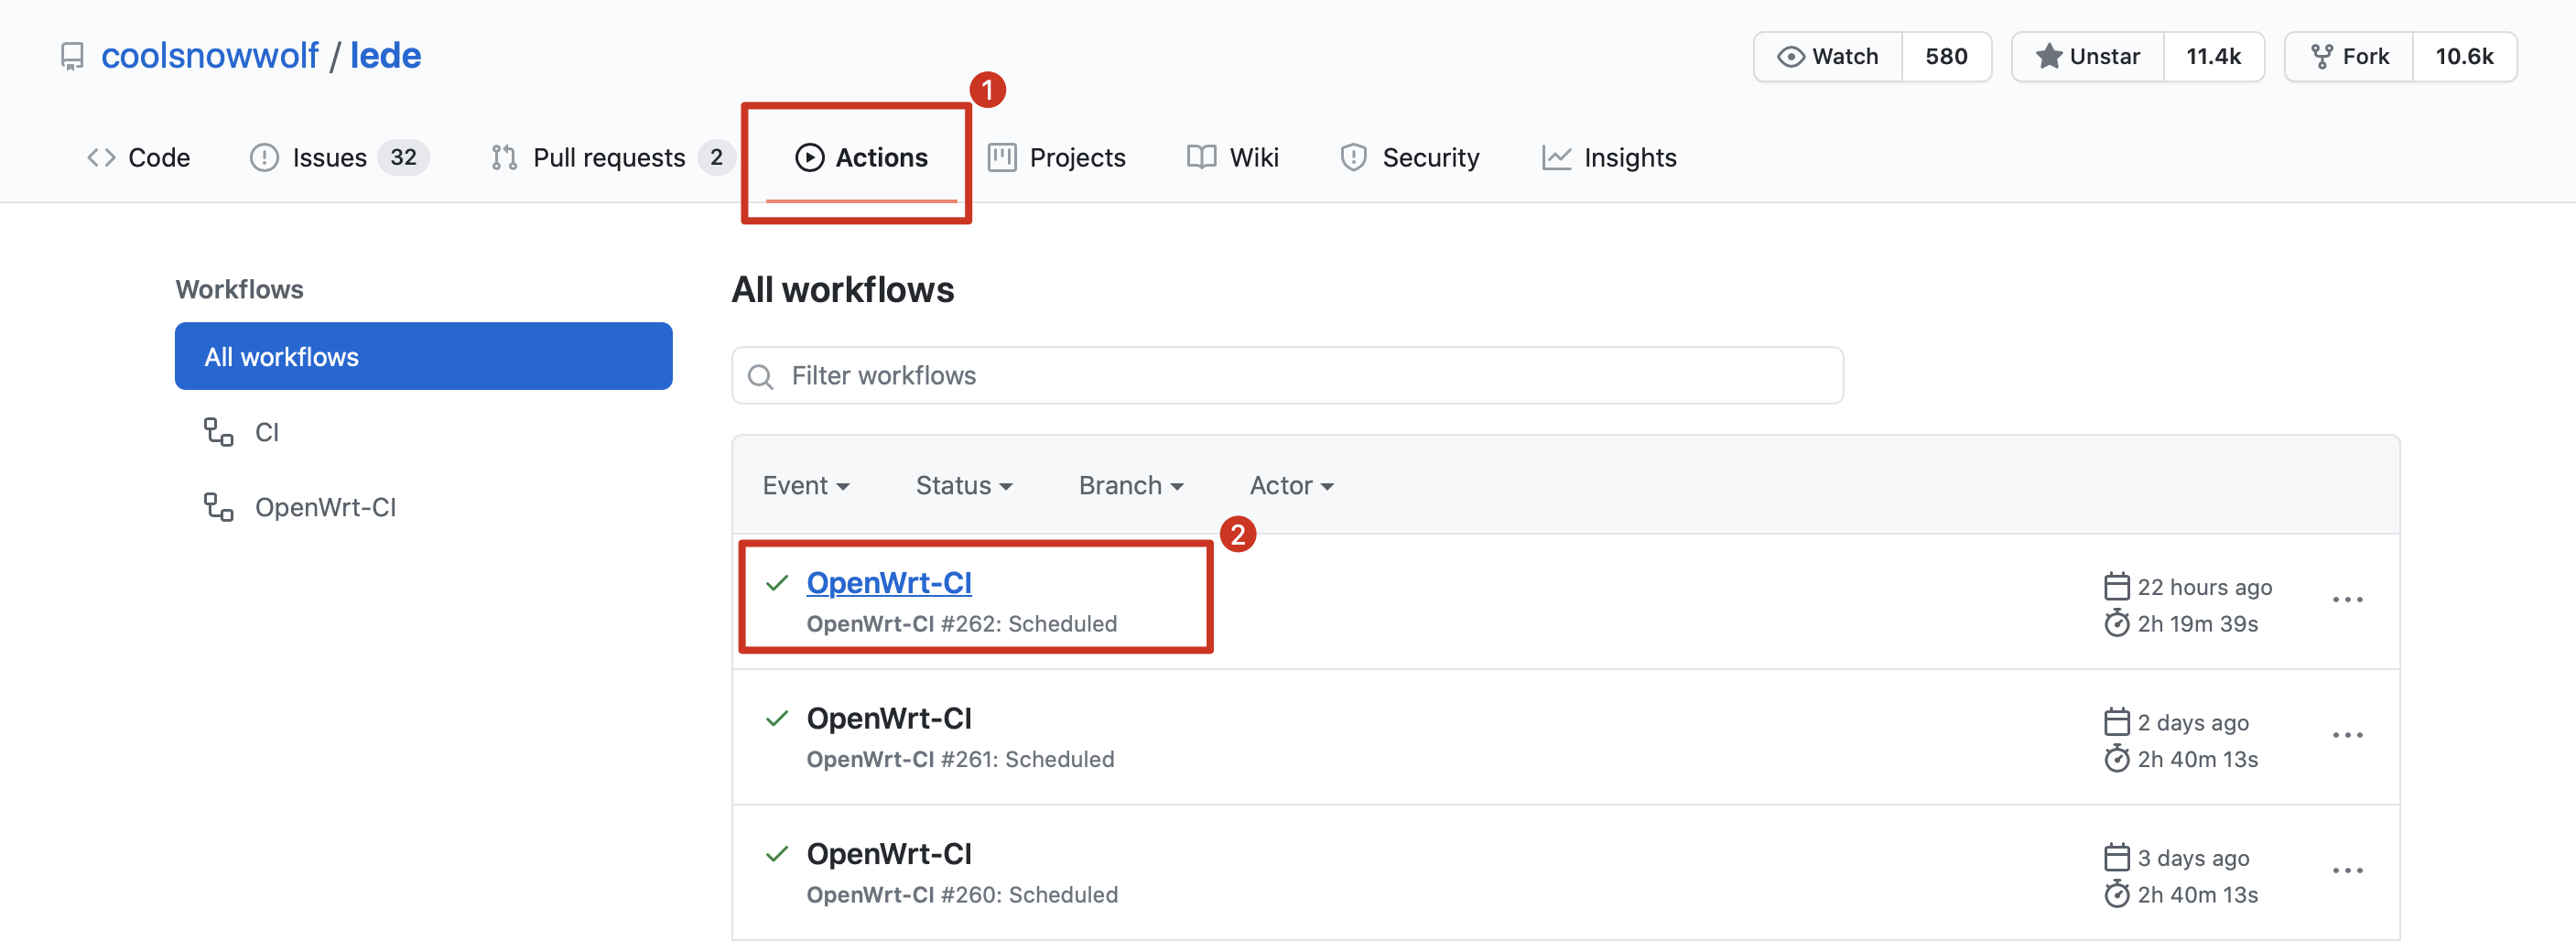 coolsnowwolf / lede
Watch 580
Unstar 11.4k
Fork 10.6k
1
Code
Issues 32
Pull requests 2
Actions
Projects
Wiki
Security
Insights
Workflows
All workflows
CI
OpenWrt-CI
All workflows
Filter workflows
Event Status Branch Actor
2
OpenWrt-CI
OpenWrt-CI #262: Scheduled
22 hours ago
2h 19m 39s
OpenWrt-CI
OpenWrt-CI #261: Scheduled
2 days ago
2h 40m 13s
OpenWrt-CI
OpenWrt-CI #260: Scheduled
3 days ago
2h 40m 13s